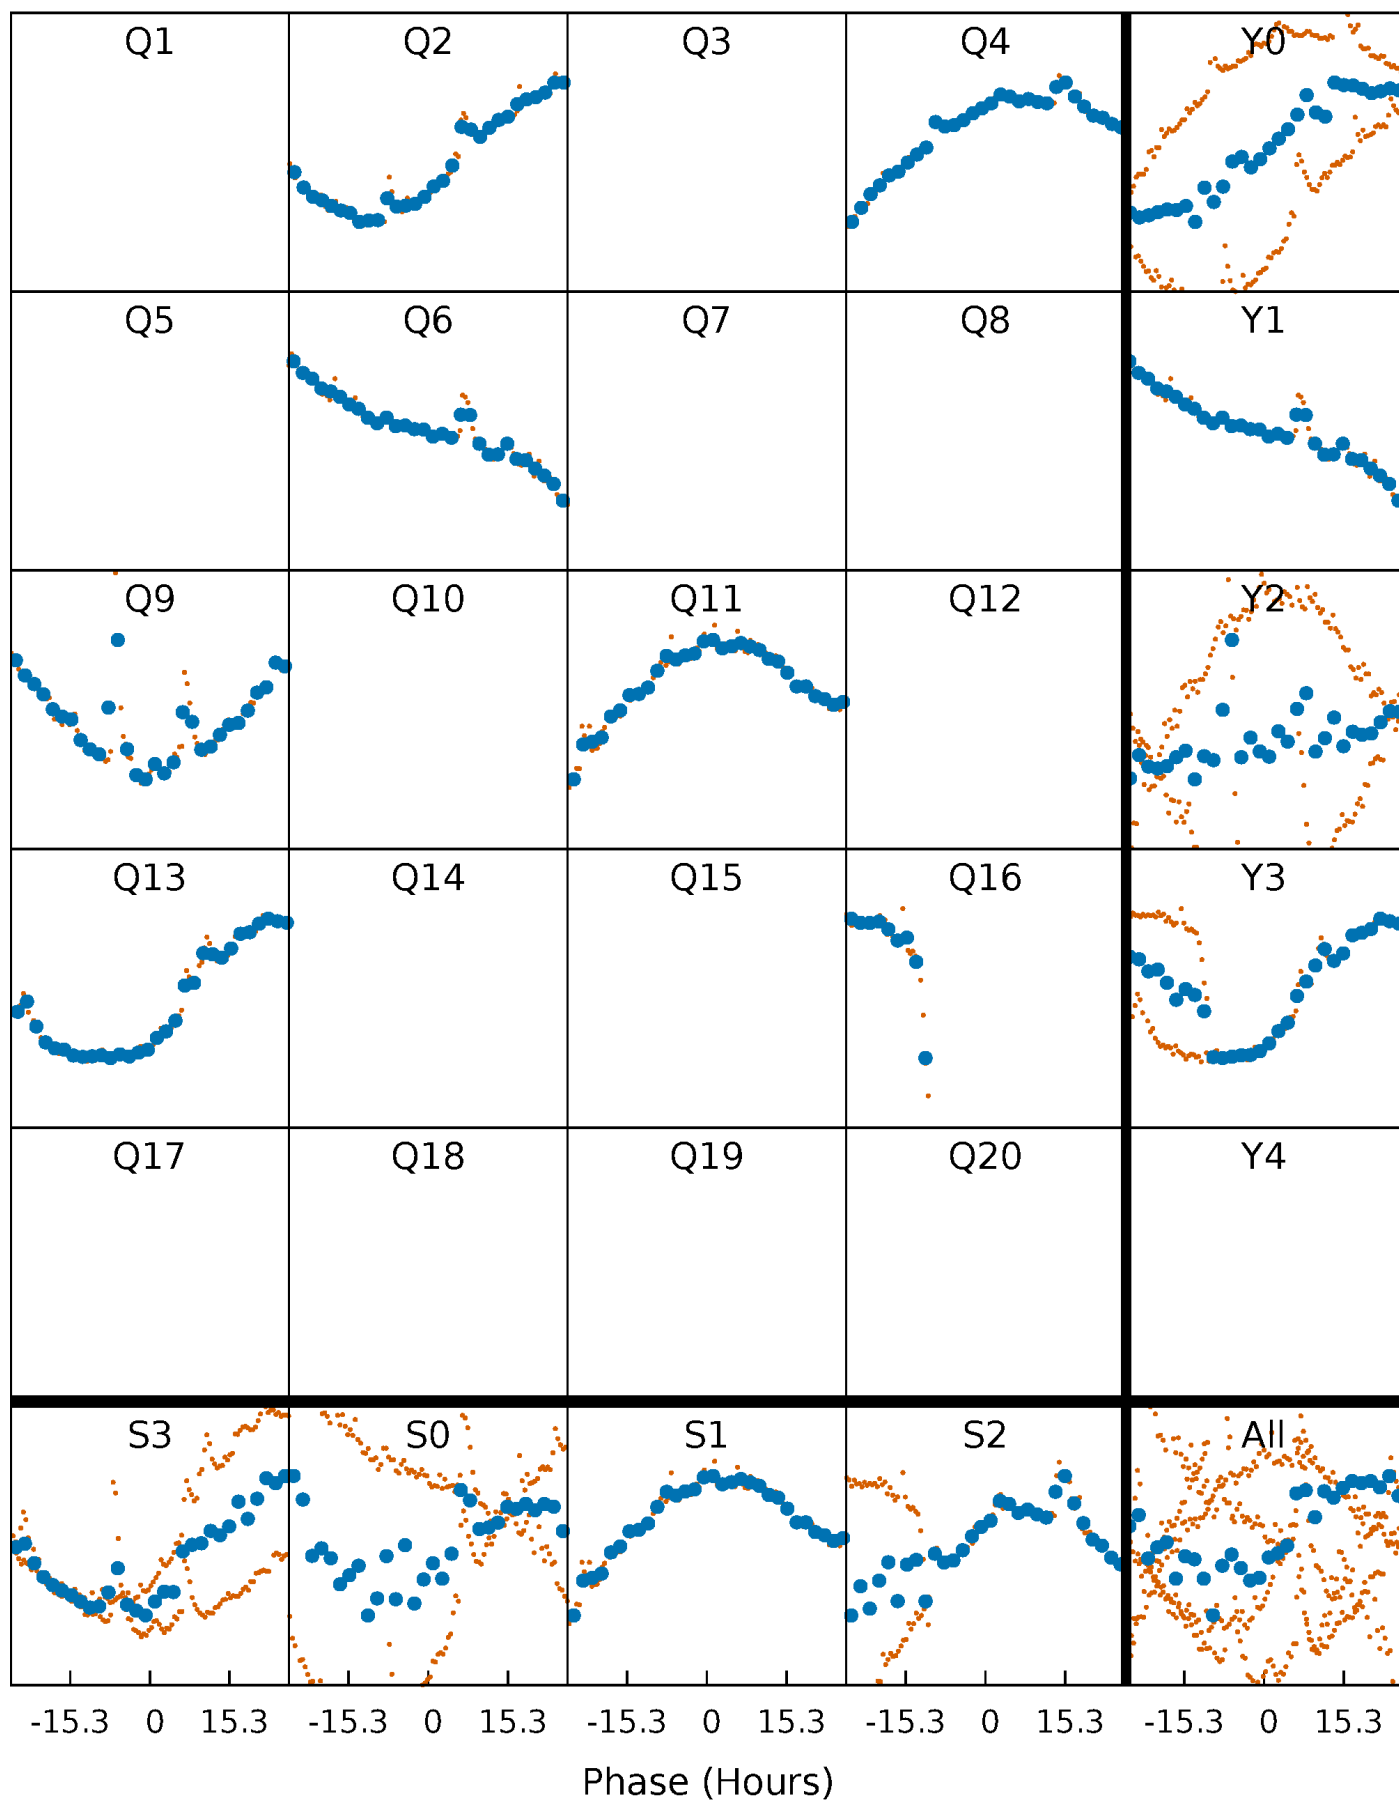 Q1 Q2 Q3 Q4 Y0
Q5 Q6 Q7 Q8 Y1
Q9 Q10 Q11 Q12 Y2
Q13 Q14 Q15 Q16 Y3
Q17 Q18 Q19 Q20 Y4
S3 S0 S1 S2 All
-15.3 0 15.3 -15.3 0 15.3 -15.3 0 15.3 -15.3 0 15.3 -15.3 0 15.3
Phase (Hours)